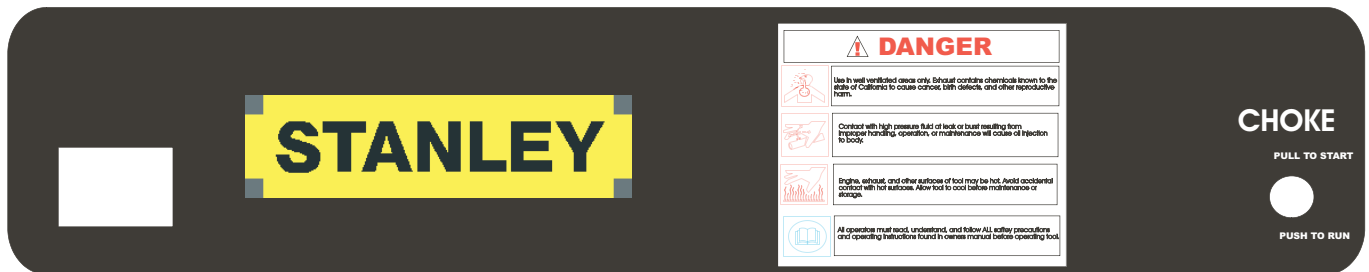 STANLEY
DANGER
Use in well ventilated areas only. Exhaust contains chemicals known to the
state of California to cause cancer, birth defects, and other reproductive
harm.
Contact with high pressure fluid at leak or bust resulting from
improper handling, operation, or maintenance will cause oil injection
to body.
Engine, exhaust, and other surfaces of tool may be hot. Avoid accidental
contact with hot surfaces. Allow tool to cool before maintenance or
storage.
All operators must read, understand, and follow ALL saftey precautions
and operating instructions found in owners manual before operating tool.
CHOKE
PULL TO START
PUSH TO RUN